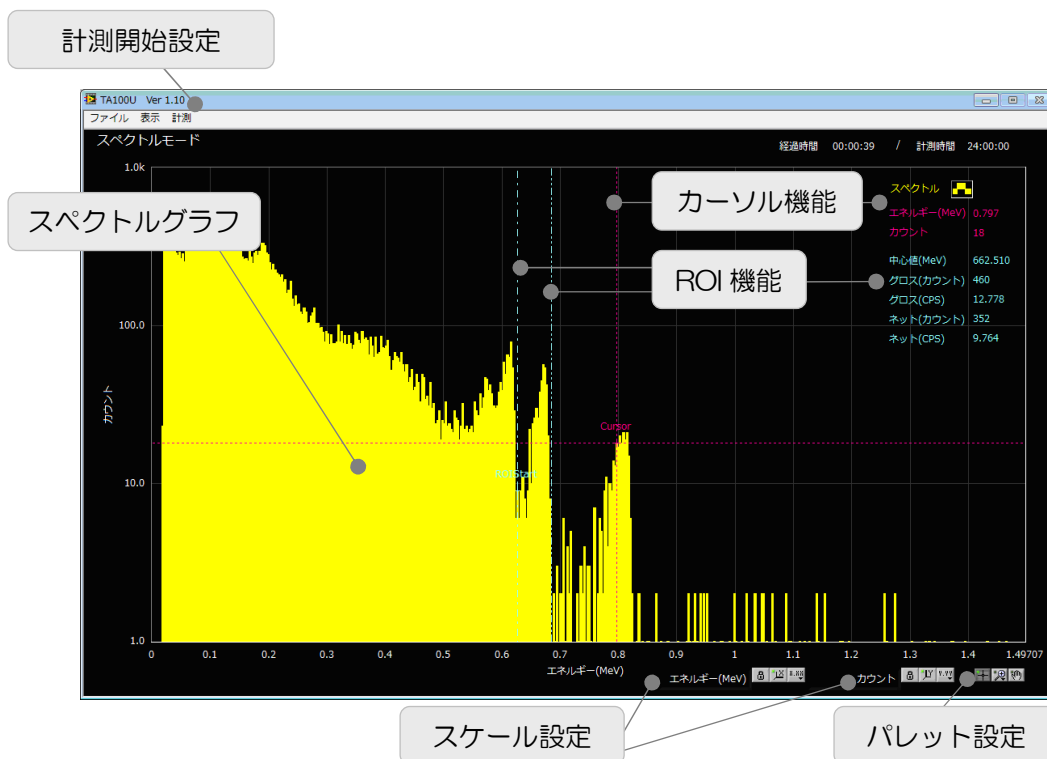 計測開始設定
TA100U Ver 1.10
ファイル 表示 計測
スペクトルモード
経過時間 00:00:39 / 計測時間 24:00:00
1.0k
カーソル機能
スペクトル
スペクトルグラフ
エネルギー(MeV) 0.797
カウント 18
ROI 機能
中心値(MeV) 662.510
グロス(カウント) 460
グロス(CPS) 12.778
ネット(カウント) 352
ネット(CPS) 9.764
100.0
カウント
Cursor
ROIStart
10.0
1.0
0 0.1 0.2 0.3 0.4 0.5 0.6 0.7 0.8 0.9 1 1.1 1.2 1.3 1.4 1.49707
エネルギー(MeV)
エネルギー(MeV) X.XX カウント Y.YY
スケール設定
パレット設定